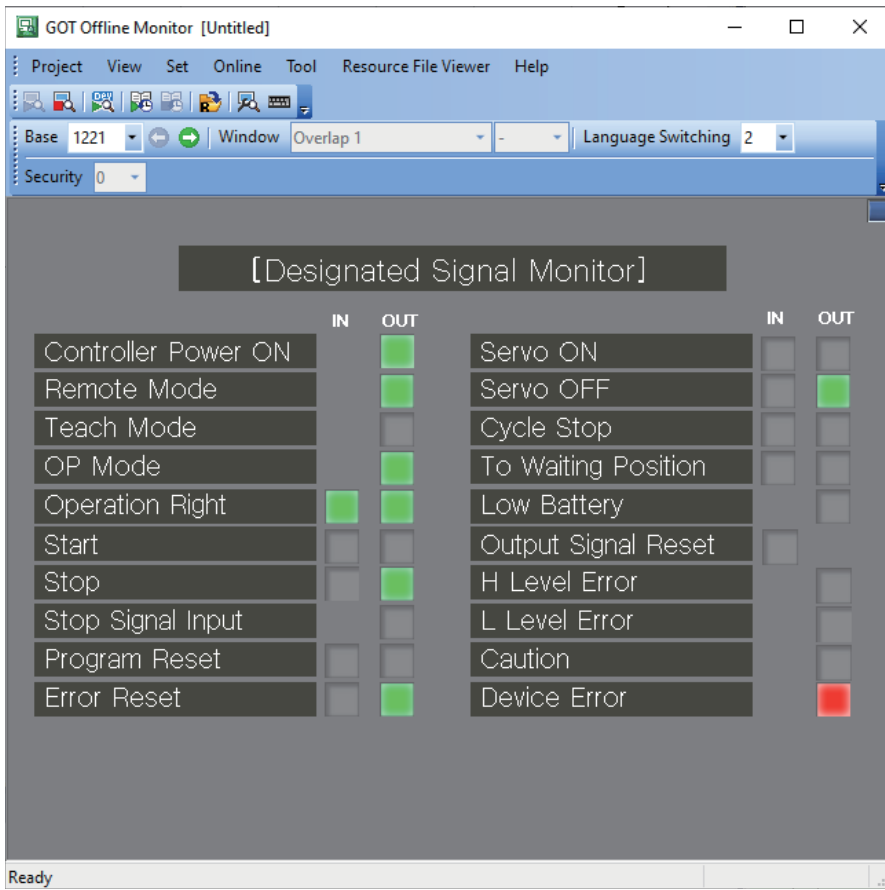 GOT Offline Monitor [Untitled]
Project View Set Online Tool Resource File Viewer Help
DEV
R
Base 1221 Window Overlap 1 - Language Switching 2
Security 0
[Designated Signal Monitor]
IN OUT
Controller Power ON
Remote Mode
Teach Mode
OP Mode
Operation Right
Start
Stop
Stop Signal Input
Program Reset
Error Reset
IN OUT
Servo ON
Servo OFF
Cycle Stop
To Waiting Position
Low Battery
Output Signal Reset
H Level Error
L Level Error
Caution
Device Error
Ready